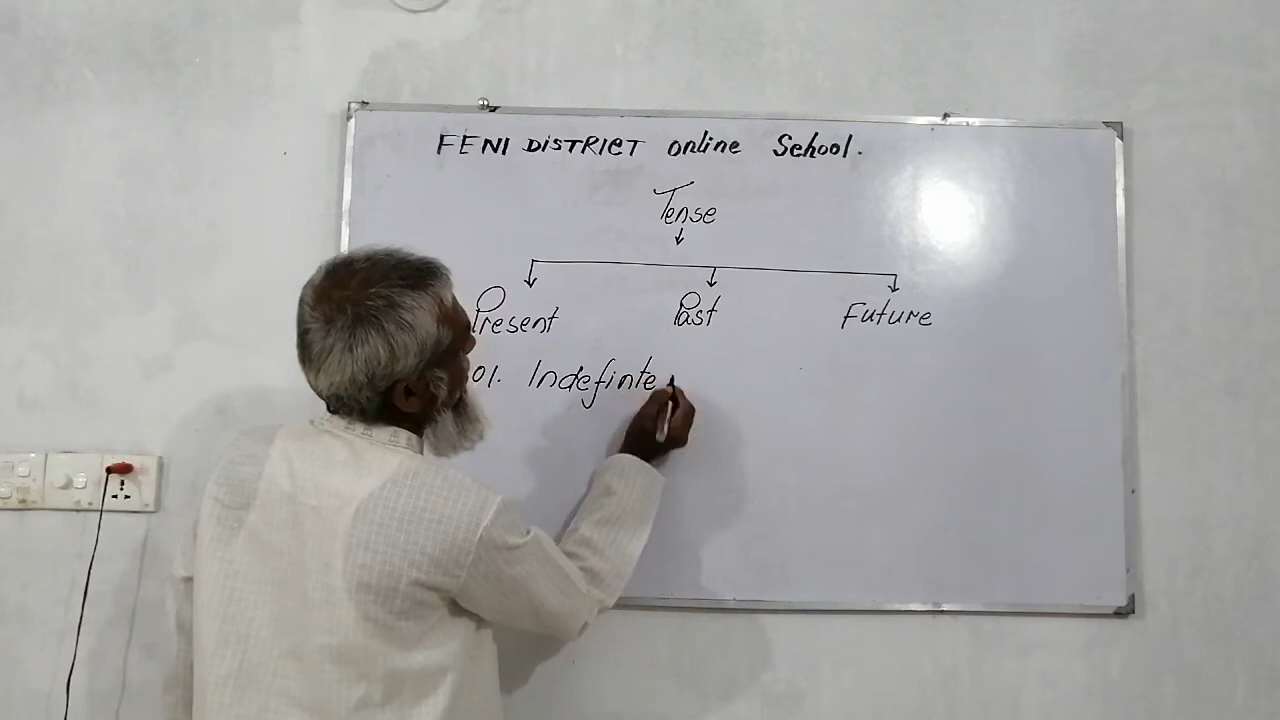 FENI DISTRICT online School.
Tense
Present Past Future
01. Indefinte